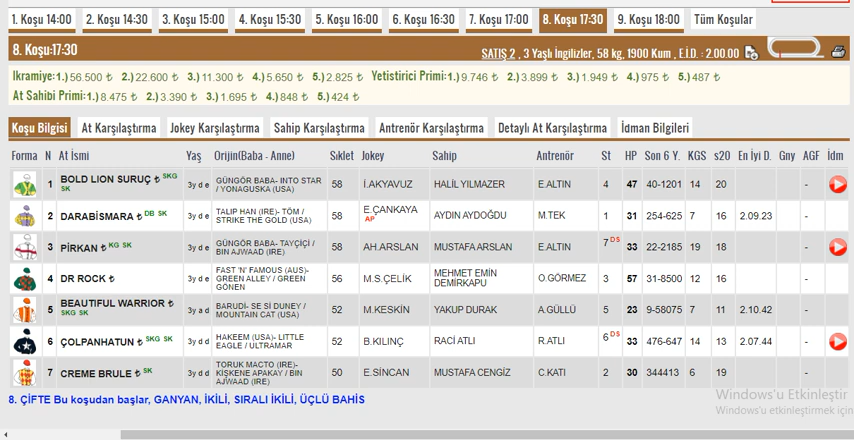 1. Koşu 14:00 2. Koşu 14:30 3. Koşu 15:00 4. Koşu 15:30 5. Koşu 16:00 6. Koşu 16:30 7. Koşu 17:00 8. Koşu 17:30 9. Koşu 18:00 Tüm Koşular
8. Koşu:17:30 SATIŞ 2 , 3 Yaşlı İngilizler, 58 kg, 1900 Kum , E.İ.D. : 2.00.00
Ikramiye:1.) 56.500 ₺ 2.) 22.600 ₺ 3.) 11.300 ₺ 4.) 5.650 ₺ 5.) 2.825 ₺ Yetistirici Primi:1.) 9.746 ₺ 2.) 3.899 ₺ 3.) 1.949 ₺ 4.) 975 ₺ 5.) 487 ₺
At Sahibi Primi:1.) 8.475 ₺ 2.) 3.390 ₺ 3.) 1.695 ₺ 4.) 848 ₺ 5.) 424 ₺
Koşu Bilgisi At Karşılaştırma Jokey Karşılaştırma Sahip Karşılaştırma Antrenör Karşılaştırma Detaylı At Karşılaştırma İdman Bilgileri
Forma N At İsmi Yaş Orijin(Baba - Anne) Sıklet Jokey Sahip Antrenör St HP Son 6 Y. KGS s20 En İyi D. Gny AGF İdm
1 BOLD LION SURUÇ ₺ SKG SK 3y d e GÜNGÖR BABA- INTO STAR / YONAGUSKA (USA) 58 İ.AKYAVUZ HALİL YILMAZER E.ALTIN 4 47 40-1201 14 20 -
2 DARABİSMARA ₺ DB SK 3y d e TALIP HAN (IRE)- TÖM / STRIKE THE GOLD (USA) 58 E.ÇANKAYA AP AYDIN AYDOĞDU M.TEK 1 31 254-625 7 16 2.09.23 -
3 PİRKAN ₺ KG SK 3y d e GÜNGÖR BABA- TAYÇİÇİ / BIN AJWAAD (IRE) 58 AH.ARSLAN MUSTAFA ARSLAN E.ALTIN 7 DS 33 22-2185 19 18 -
4 DR ROCK ₺ 3y d e FAST 'N' FAMOUS (AUS)- GREEN ALLEY / GREEN GÖNEN 56 M.S.ÇELİK MEHMET EMİN DEMİRKAPU O.GÖRMEZ 3 57 31-8500 12 16 -
5 BEAUTIFUL WARRIOR ₺ SKG SK 3y a d BARUDİ- SE Sİ DUNEY / MOUNTAIN CAT (USA) 52 M.KESKİN YAKUP DURAK A.GÜLLÜ 5 23 9-58075 7 11 2.10.42 -
6 ÇOLPANHATUN ₺ SKG SK 3y d d HAKEEM (USA)- LITTLE EAGLE / ULTRAMAR 52 B.KILINÇ RACİ ATLI R.ATLI 6 DS 33 476-647 14 13 2.07.44 -
7 CREME BRULE ₺ SK 3y d d TORUK MACTO (IRE)- KIŞKENE APAKAY / BIN AJWAAD (IRE) 50 E.SİNCAN MUSTAFA CENGİZ C.KATI 2 30 344413 6 19 -
8. ÇİFTE Bu koşudan başlar, GANYAN, İKİLİ, SIRALI İKİLİ, ÜÇLÜ BAHİS
Windows'u Etkinleştir
Windows'u etkinleştirmek için